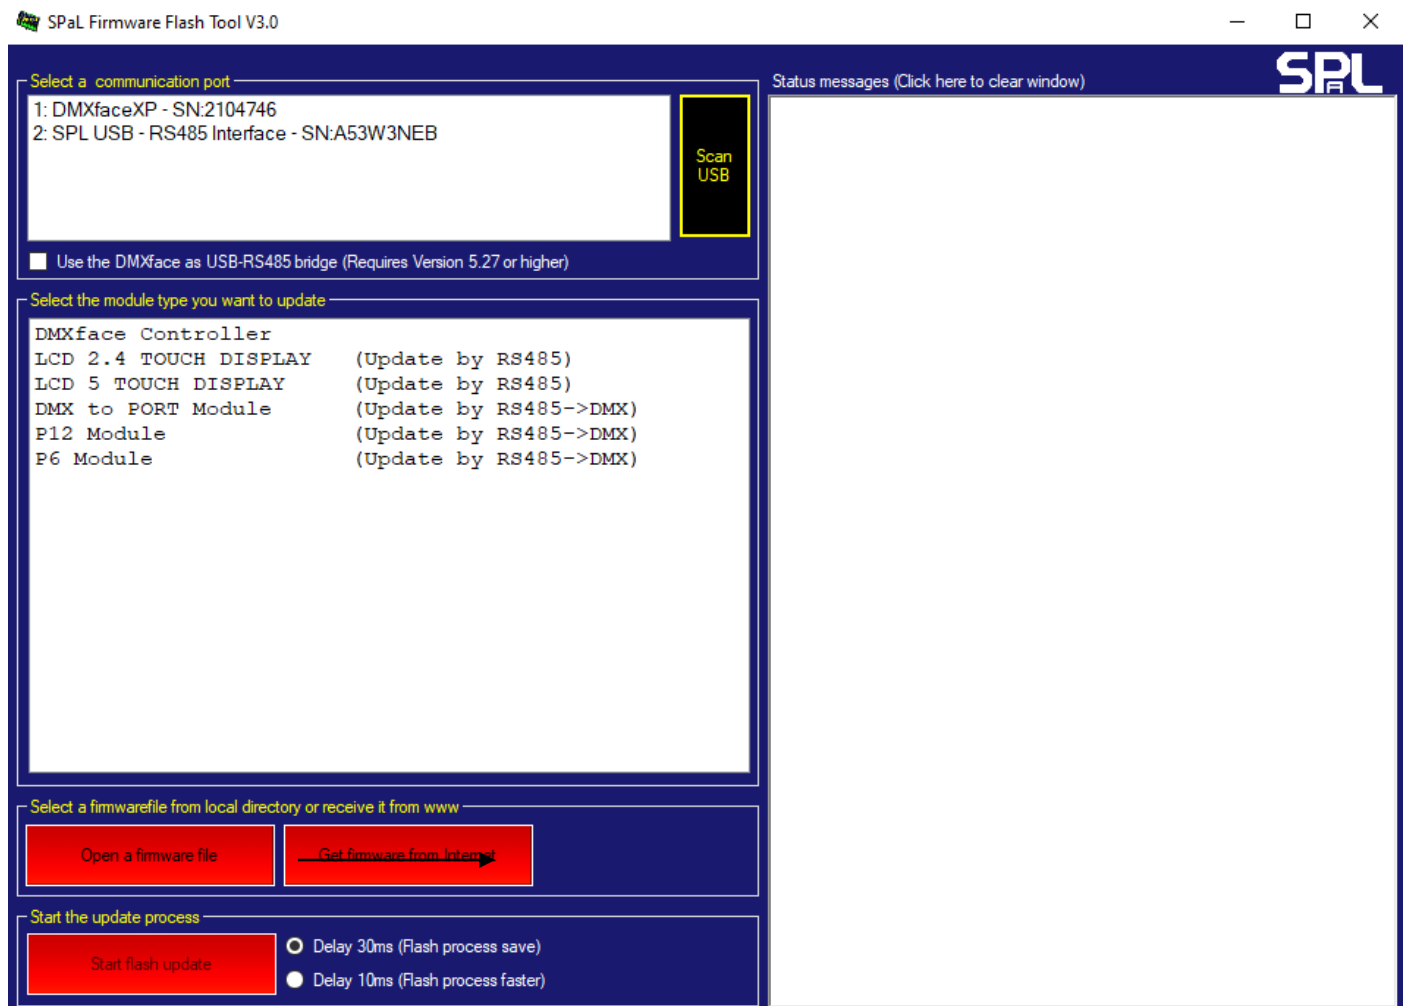 SPaL Firmware Flash Tool V3.0
SPaL
Select a  communication port
1: DMXfaceXP - SN:2104746
2: SPL USB - RS485 Interface - SN:A53W3NEB
Scan
USB
Use the DMXface as USB-RS485 bridge (Requires Version 5.27 or higher)
Select the module type you want to update
DMXface Controller
LCD 2.4 TOUCH DISPLAY (Update by RS485)
LCD 5 TOUCH DISPLAY (Update by RS485)
DMX to PORT Module (Update by RS485->DMX)
P12 Module (Update by RS485->DMX)
P6 Module (Update by RS485->DMX)
Select a firmwarefile from local directory or receive it from www
Open a firmware file
Get firmware from Internet
Start the update process
Start flash update
Delay 30ms (Flash process save)
Delay 10ms (Flash process faster)
Status messages (Click here to clear window)